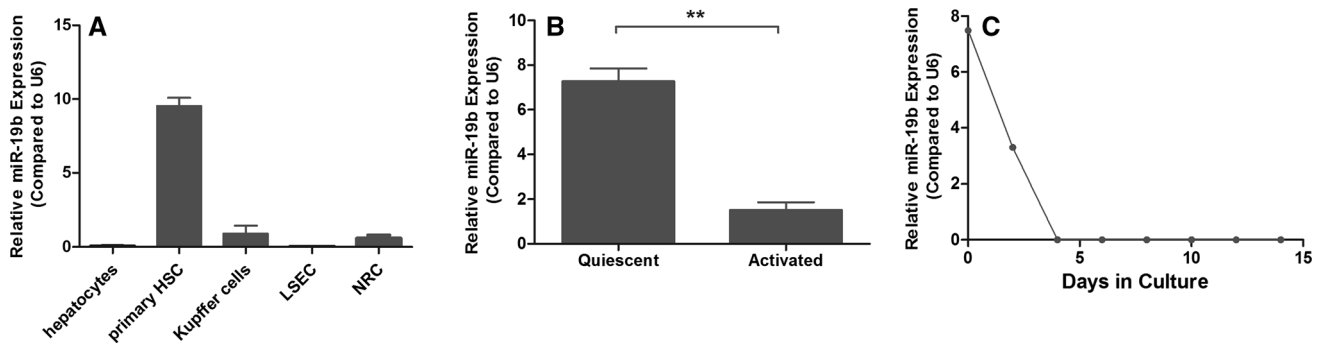 A
Relative miR-19b Expression
(Compared to U6)
15
10
5
0
hepatocytes
primary HSC
Kupffer cells
LSEC
NRC
B
Relative miR-19b Expression
(Compared to U6)
10
8
6
4
2
0
**
Quiescent
Activated
C
Relative miR-19b Expression
(Compared to U6)
8
6
4
2
0
0
5
10
15
Days in Culture